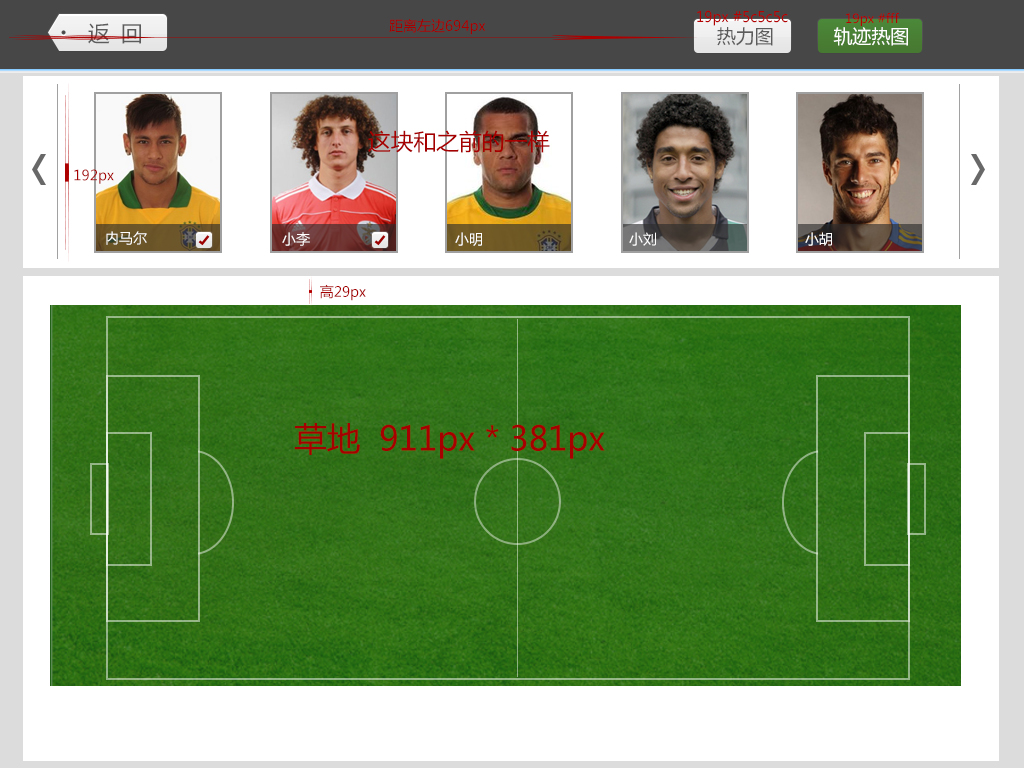 返 回
距离左边694px
19px #5c5c5c
热力图
19px #fff
轨迹热图
192px
这块和之前的一样
内马尔
小李
小明
小刘
小胡
高29px
草地 911px * 381px